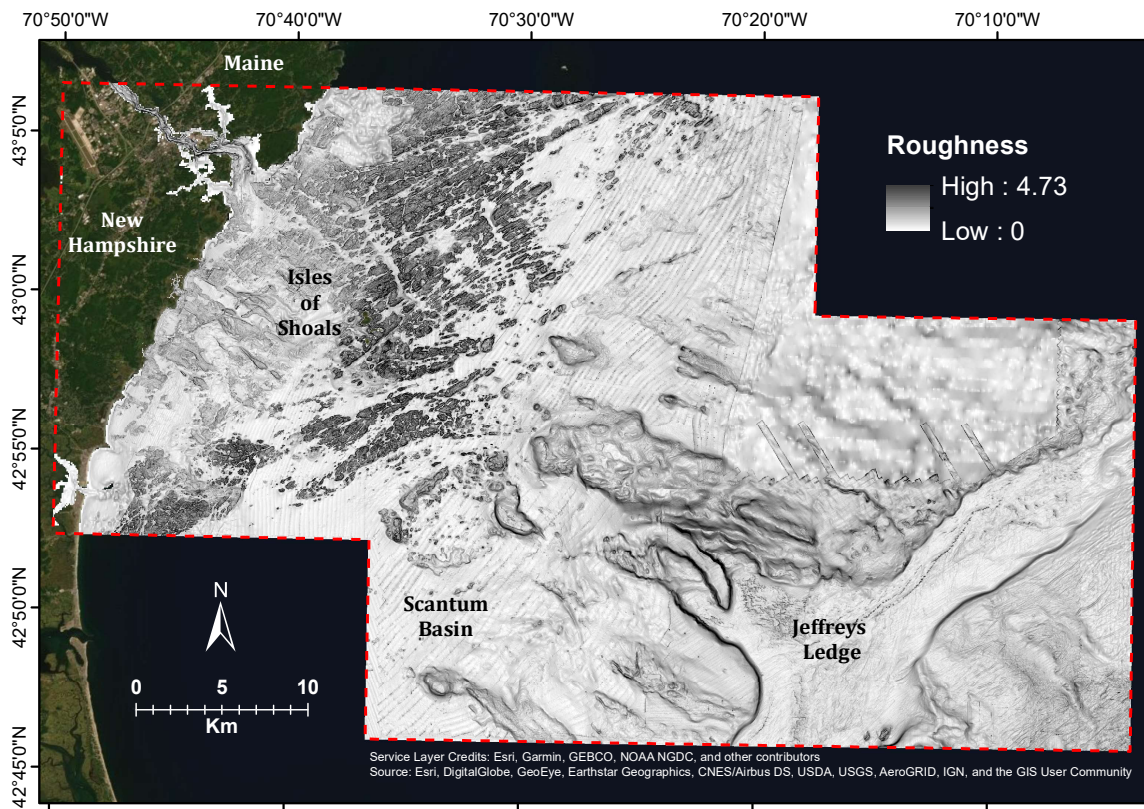 70°50'0"W 70°40'0"W 70°30'0"W 70°20'0"W 70°10'0"W
Maine
43°5'0"N
Roughness
High : 4.73
Low : 0
New
Hampshire
43°0'0"N
Isles
of
Shoals
42°55'0"N
N
42°50'0"N
Scantum
Basin
Jeffreys
Ledge
0 5 10
Km
42°45'0"N
Service Layer Credits: Esri, Garmin, GEBCO, NOAA NGDC, and other contributors
Source: Esri, DigitalGlobe, GeoEye, Earthstar Geographics, CNES/Airbus DS, USDA, USGS, AeroGRID, IGN, and the GIS User Community